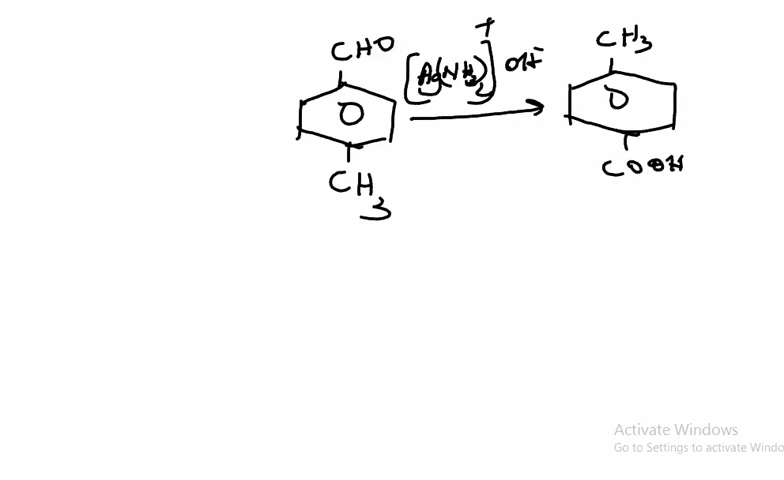 CHO
[Ag(NH3)2]+ OH-
CH3
CH3
COOH
Activate Windows
Go to Settings to activate Windo